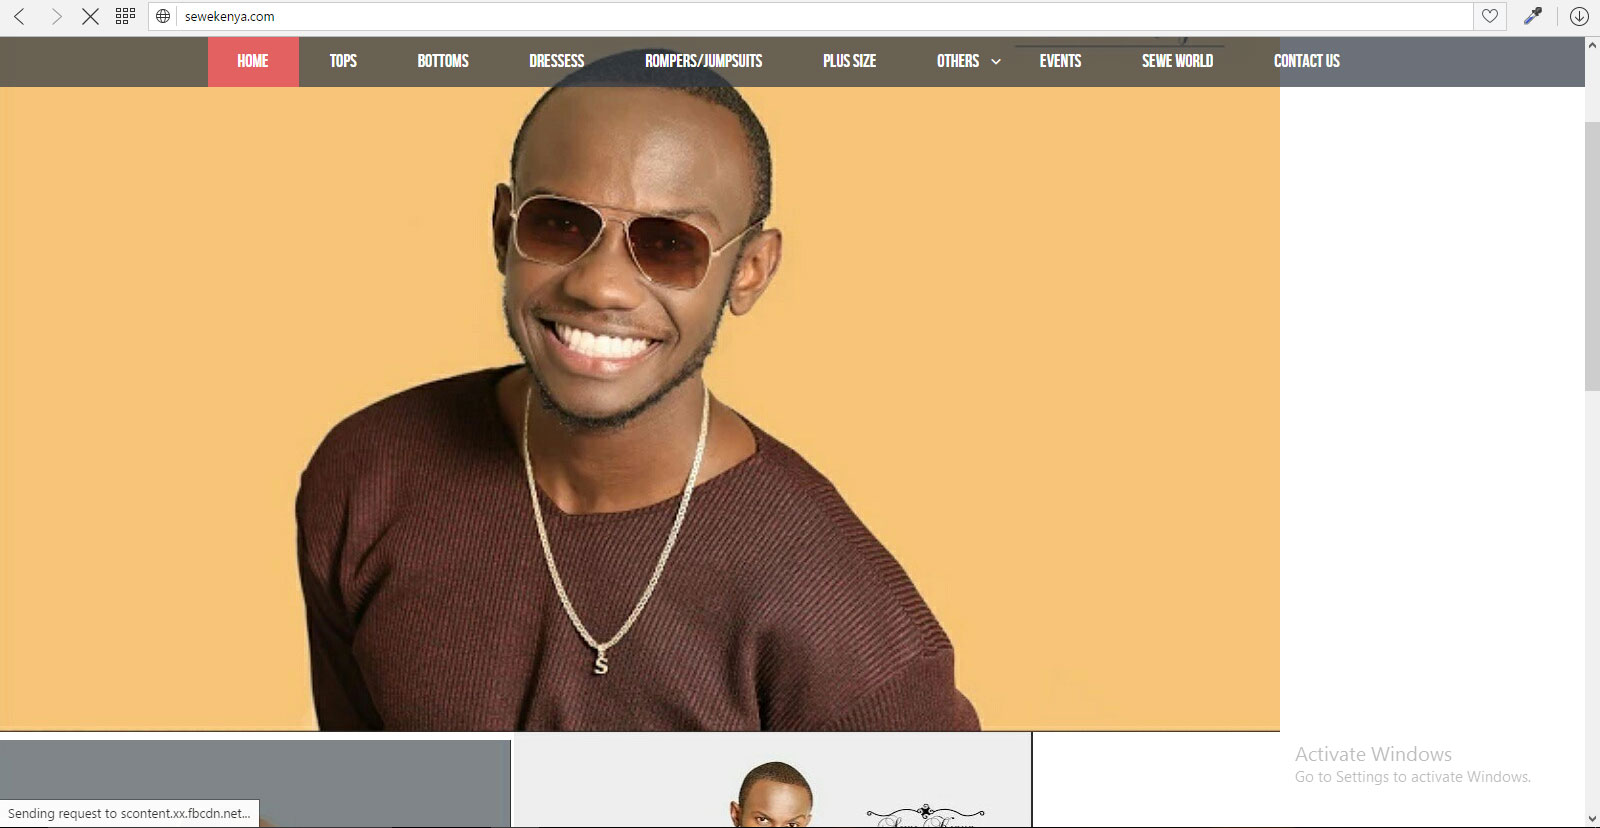 sewekenya.com
HOME TOPS BOTTOMS DRESSESS ROMPERS/JUMPSUITS PLUS SIZE OTHERS EVENTS SEWE WORLD CONTACT US
S
Activate Windows
Go to Settings to activate Windows.
Sending request to scontent.xx.fbcdn.net...